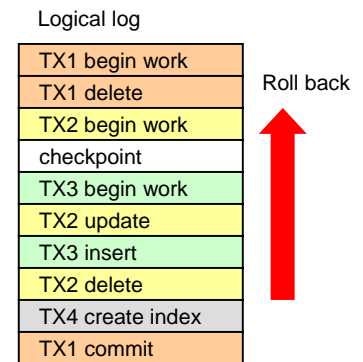 Logical log
TX1 begin work
Roll back
TX1 delete
TX2 begin work
checkpoint
TX3 begin work
TX2 update
TX3 insert
TX2 delete
TX4 create index
TX1 commit